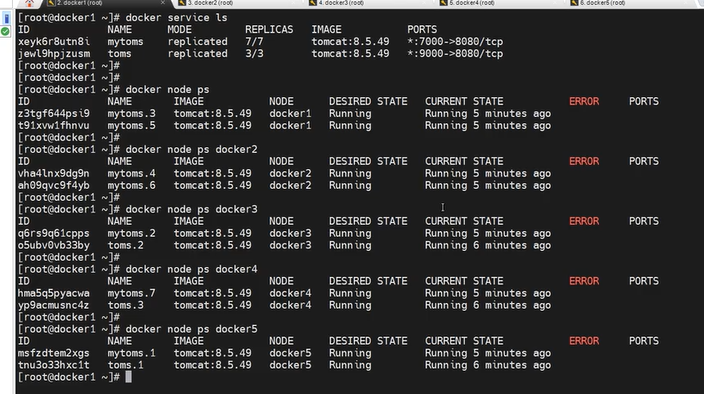 2. docker1 (root)
3. docker2 (root)
4. docker3 (root)
5. docker4 (root)
6. docker5 (root)
[root@docker1 ~]# docker service ls
ID NAME MODE REPLICAS IMAGE PORTS
xeyk6r8utn8i mytoms replicated 7/7 tomcat:8.5.49 *:7000->8080/tcp
jewl9hpjzusm toms replicated 3/3 tomcat:8.5.49 *:9000->8080/tcp
[root@docker1 ~]#
[root@docker1 ~]#
[root@docker1 ~]# docker node ps
ID NAME IMAGE NODE DESIRED STATE CURRENT STATE ERROR PORTS
z3tgf644psi9 mytoms.3 tomcat:8.5.49 docker1 Running Running 5 minutes ago
t91xvw1fhnvu mytoms.5 tomcat:8.5.49 docker1 Running Running 5 minutes ago
[root@docker1 ~]#
[root@docker1 ~]# docker node ps docker2
ID NAME IMAGE NODE DESIRED STATE CURRENT STATE ERROR PORTS
vha4lnx9dg9n mytoms.4 tomcat:8.5.49 docker2 Running Running 5 minutes ago
ah09qvc9f4yb mytoms.6 tomcat:8.5.49 docker2 Running Running 5 minutes ago
[root@docker1 ~]#
[root@docker1 ~]# docker node ps docker3
ID NAME IMAGE NODE DESIRED STATE CURRENT STATE ERROR PORTS
q6rs9q61cpps mytoms.2 tomcat:8.5.49 docker3 Running Running 5 minutes ago
o5ubv0vb33by toms.2 tomcat:8.5.49 docker3 Running Running 6 minutes ago
[root@docker1 ~]#
[root@docker1 ~]# docker node ps docker4
ID NAME IMAGE NODE DESIRED STATE CURRENT STATE ERROR PORTS
hma5q5pyacwa mytoms.7 tomcat:8.5.49 docker4 Running Running 5 minutes ago
yp9acmusnc4z toms.3 tomcat:8.5.49 docker4 Running Running 6 minutes ago
[root@docker1 ~]#
[root@docker1 ~]# docker node ps docker5
ID NAME IMAGE NODE DESIRED STATE CURRENT STATE ERROR PORTS
msfzdtem2xgs mytoms.1 tomcat:8.5.49 docker5 Running Running 5 minutes ago
tnu3o33hxc1t toms.1 tomcat:8.5.49 docker5 Running Running 6 minutes ago
[root@docker1 ~]#